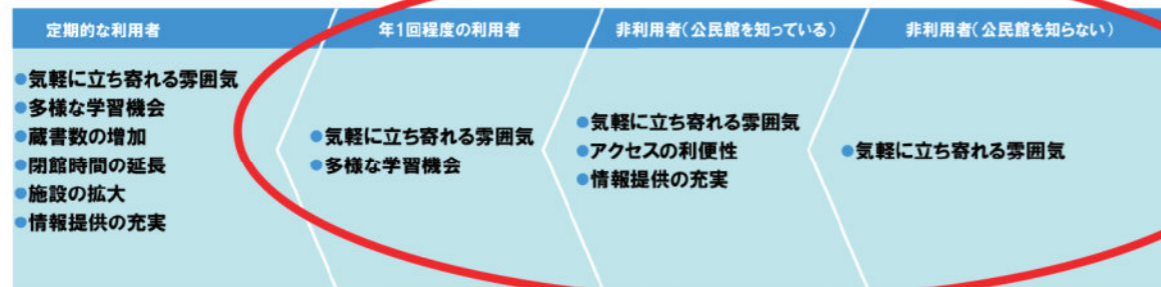 定期的な利用者
●気軽に立ち寄れる雰囲気
●多様な学習機会
●蔵書数の増加
●閉館時間の延長
●施設の拡大
●情報提供の充実
年1回程度の利用者
●気軽に立ち寄れる雰囲気
●多様な学習機会
非利用者(公民館を知っている)
●気軽に立ち寄れる雰囲気
●アクセスの利便性
●情報提供の充実
非利用者(公民館を知らない)
●気軽に立ち寄れる雰囲気